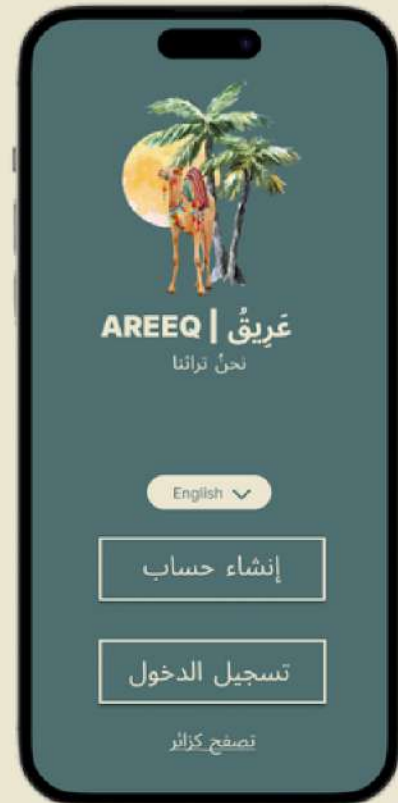 عَرِيقُ | AREEQ
نحنُ تراثنا
English
إنشاء حساب
تسجيل الدخول
تصفح كزائر